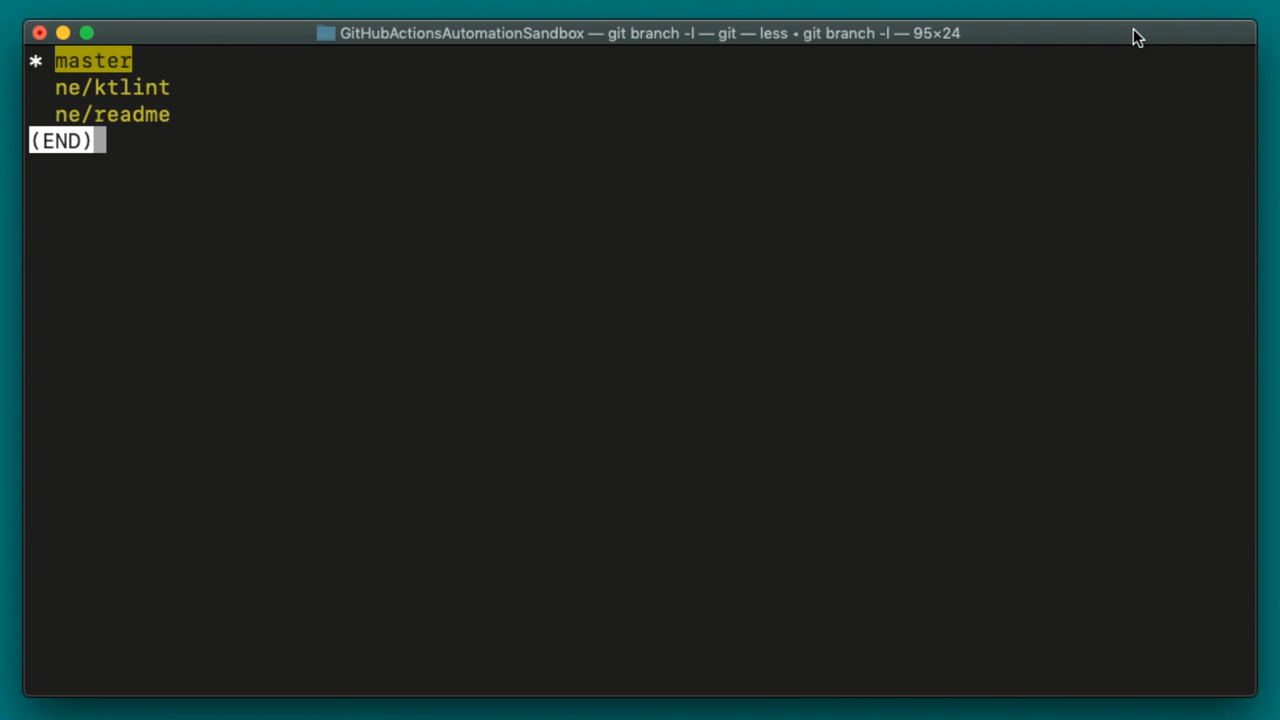 GitHubActionsAutomationSandbox — git branch -l — git — less ◂ git branch -l — 95×24
* master
ne/ktlint
ne/readme
(END)